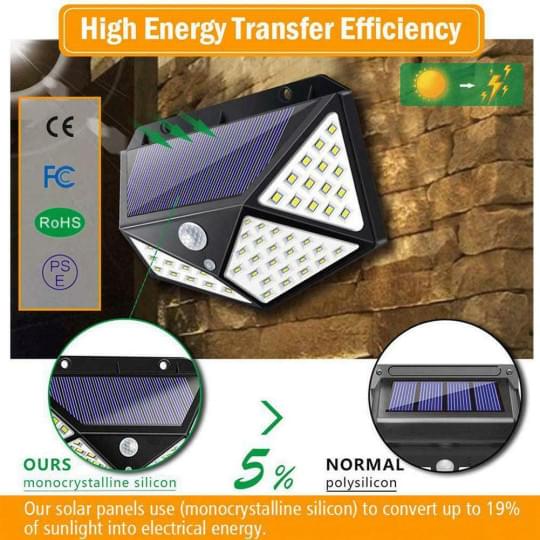 High Energy Transfer Efficiency
CE
FC
RoHS
PS
E
OURS
monocrystalline silicon
>
5%
NORMAL
polysilicon
Our solar panels use (monocrystalline silicon) to convert up to 19%
of sunlight into electrical energy.